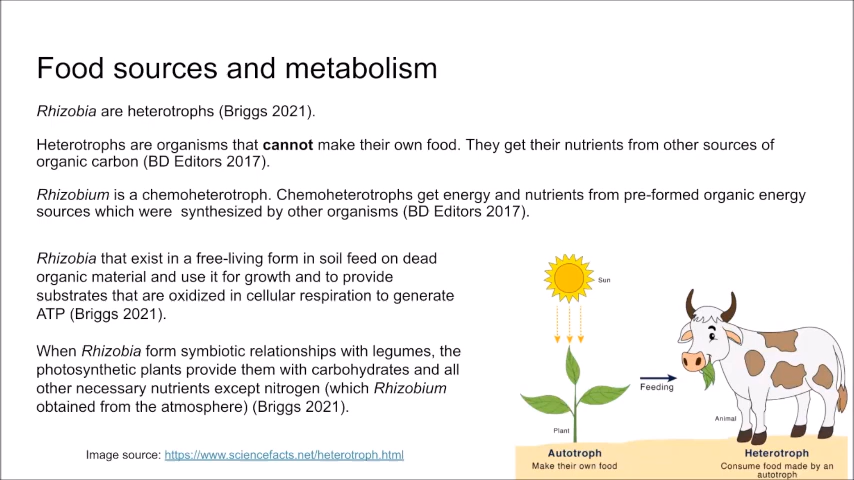 Food sources and metabolism
Rhizobia are heterotrophs (Briggs 2021).
Heterotrophs are organisms that cannot make their own food. They get their nutrients from other sources of
organic carbon (BD Editors 2017).
Rhizobium is a chemoheterotroph. Chemoheterotrophs get energy and nutrients from pre-formed organic energy
sources which were  synthesized by other organisms (BD Editors 2017).
Rhizobia that exist in a free-living form in soil feed on dead
organic material and use it for growth and to provide
substrates that are oxidized in cellular respiration to generate
ATP (Briggs 2021).
When Rhizobia form symbiotic relationships with legumes, the
photosynthetic plants provide them with carbohydrates and all
other necessary nutrients except nitrogen (which Rhizobium
obtained from the atmosphere) (Briggs 2021).
Image source: https://www.sciencefacts.net/heterotroph.html
Sun
Feeding
Plant
Animal
Autotroph
Make their own food
Heterotroph
Consume food made by an
autotroph